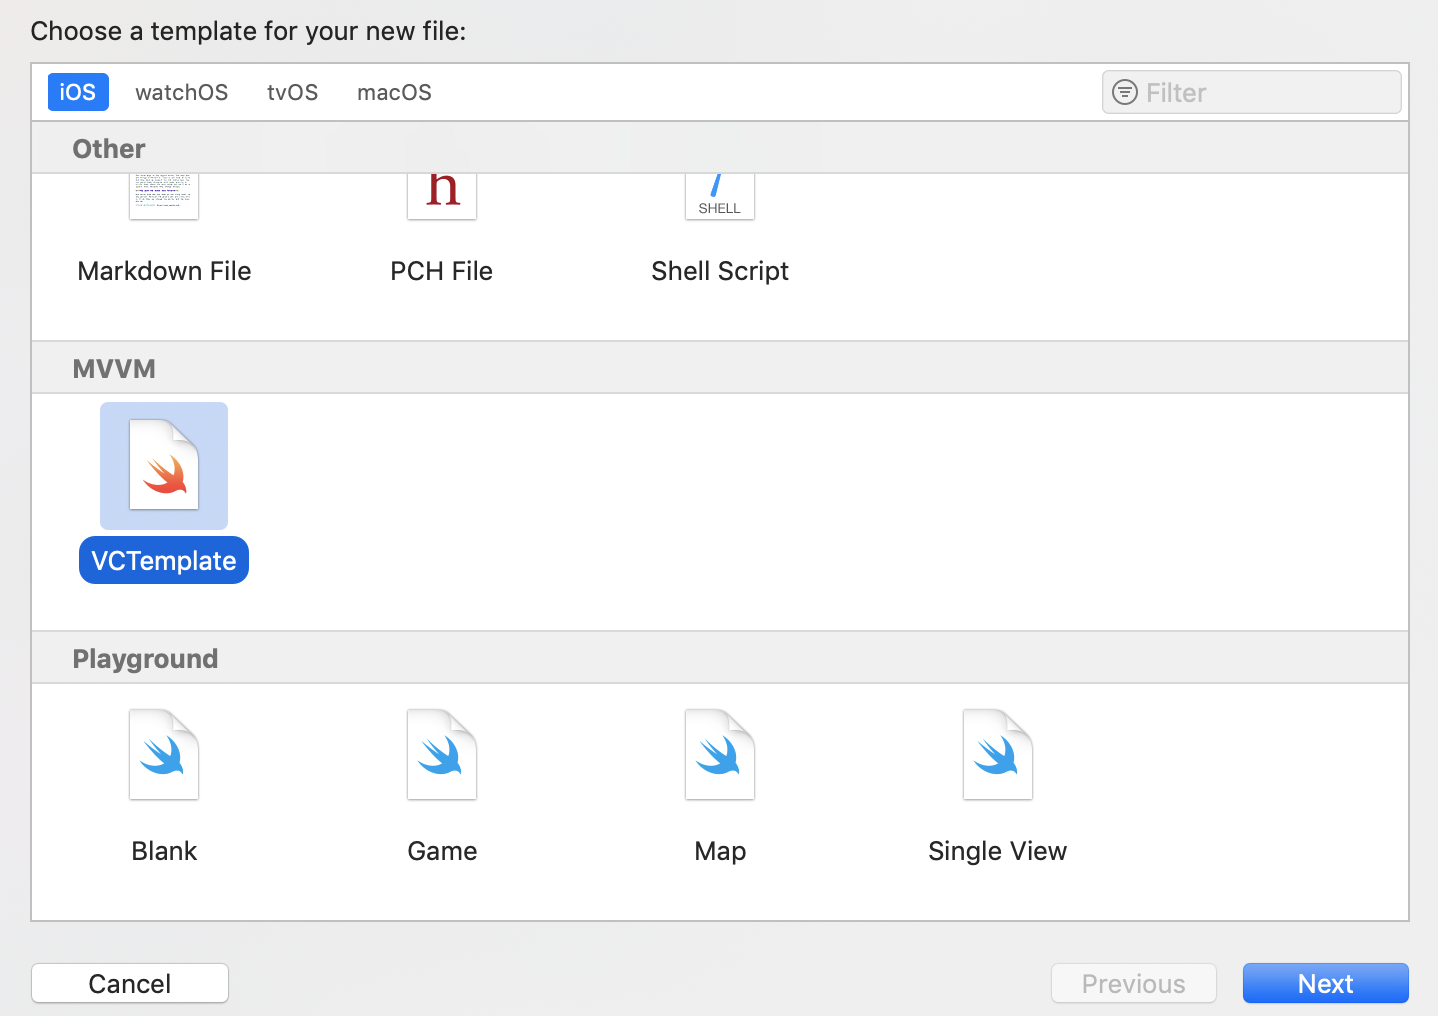 Choose a template for your new file:
iOS watchOS tvOS macOS Filter
Other
h SHELL
Markdown File PCH File Shell Script
MVVM
VCTemplate
Playground
Blank Game Map Single View
Cancel Previous Next